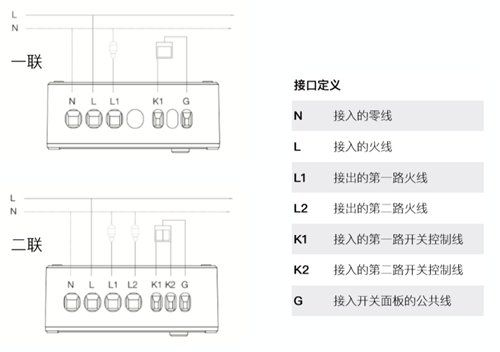 L
N
一联
N L L1 K1 G
L
N
二联
N L L1 L2 K1 K2 G
接口定义
N 接入的零线
L 接入的火线
L1 接出的第一路火线
L2 接出的第二路火线
K1 接入的第一路开关控制线
K2 接入的第二路开关控制线
G 接入开关面板的公共线